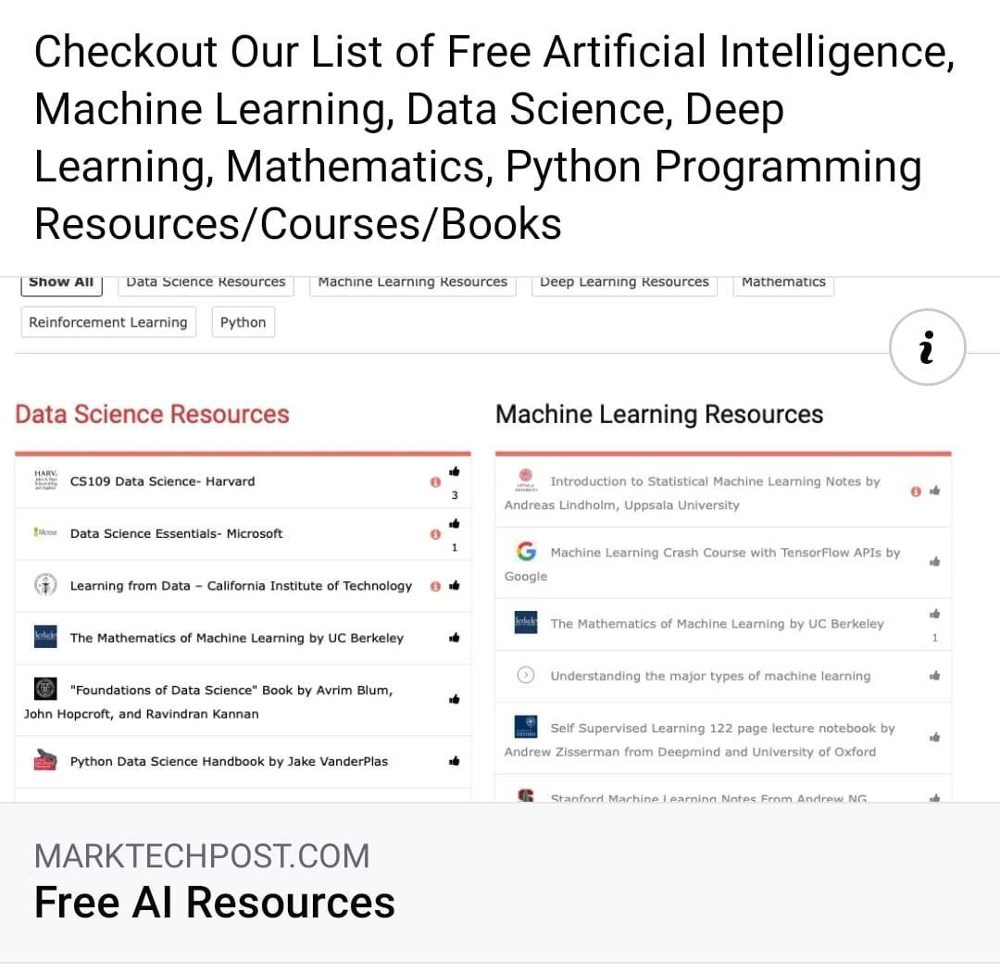 Checkout Our List of Free Artificial Intelligence,
Machine Learning, Data Science, Deep
Learning, Mathematics, Python Programming
Resources/Courses/Books
Show All
Data Science Resources
Machine Learning Resources
Deep Learning Resources
Mathematics
Reinforcement Learning
Python
i
Data Science Resources
HARV.
CS109 Data Science- Harvard
3
Data Science Essentials- Microsoft
1
Learning from Data – California Institute of Technology
The Mathematics of Machine Learning by UC Berkeley
"Foundations of Data Science" Book by Avrim Blum,
John Hopcroft, and Ravindran Kannan
Python Data Science Handbook by Jake VanderPlas
Machine Learning Resources
Introduction to Statistical Machine Learning Notes by
Andreas Lindholm, Uppsala University
Machine Learning Crash Course with TensorFlow APIs by
Google
The Mathematics of Machine Learning by UC Berkeley
1
Understanding the major types of machine learning
Self Supervised Learning 122 page lecture notebook by
Andrew Zisserman from Deepmind and University of Oxford
Stanford Machine Learning Notes From Andrew NG
MARKTECHPOST.COM
Free AI Resources